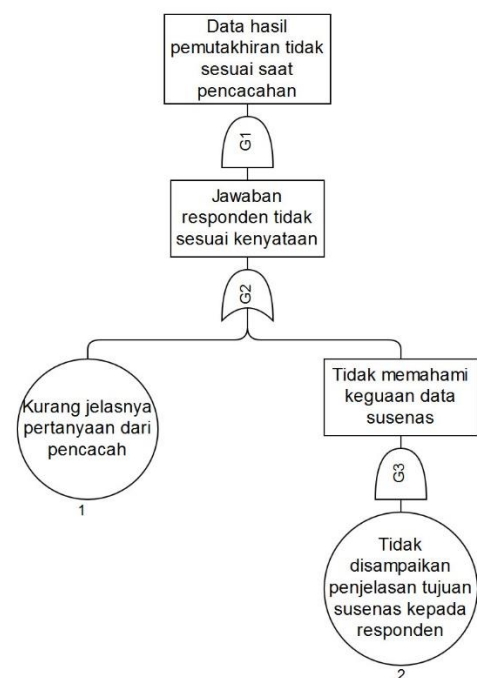 Data hasil
pemutakhiran tidak
sesuai saat
pencacahan
G1
Jawaban
responden tidak
sesuai kenyataan
G2
Kurang jelasnya
pertanyaan dari
pencacah
1
Tidak memahami
keguaan data
susenas
G3
Tidak
disampaikan
penjelasan tujuan
susenas kepada
responden
2